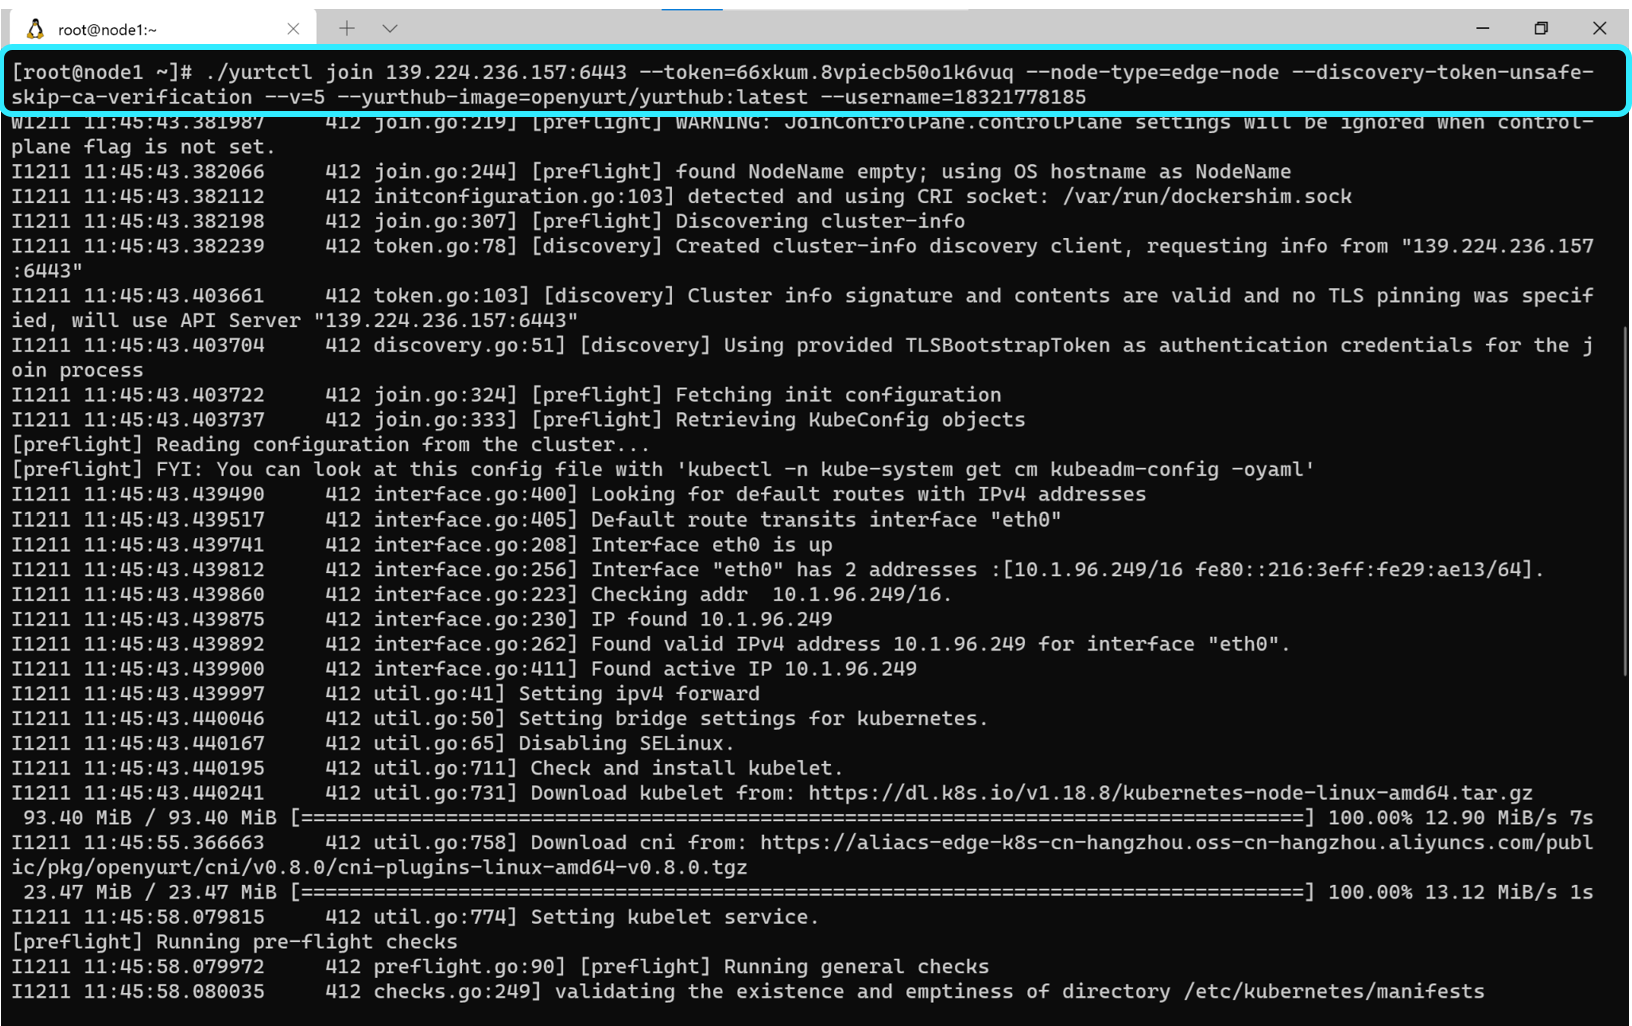 root@node1:~
[root@node1 ~]# ./yurtctl join 139.224.236.157:6443 --token=66xkum.8vpiecb50o1k6vuq --node-type=edge-node --discovery-token-unsafe-
skip-ca-verification --v=5 --yurthub-image=openyurt/yurthub:latest --username=18321778185
W1211 11:45:43.381987     412 join.go:219] [preflight] WARNING: JoinControlPane.controlPlane settings will be ignored when control-
plane flag is not set.
I1211 11:45:43.382066     412 join.go:244] [preflight] found NodeName empty; using OS hostname as NodeName
I1211 11:45:43.382112     412 initconfiguration.go:103] detected and using CRI socket: /var/run/dockershim.sock
I1211 11:45:43.382198     412 join.go:307] [preflight] Discovering cluster-info
I1211 11:45:43.382239     412 token.go:78] [discovery] Created cluster-info discovery client, requesting info from "139.224.236.157
:6443"
I1211 11:45:43.403661     412 token.go:103] [discovery] Cluster info signature and contents are valid and no TLS pinning was specif
ied, will use API Server "139.224.236.157:6443"
I1211 11:45:43.403704     412 discovery.go:51] [discovery] Using provided TLSBootstrapToken as authentication credentials for the j
oin process
I1211 11:45:43.403722     412 join.go:324] [preflight] Fetching init configuration
I1211 11:45:43.403737     412 join.go:333] [preflight] Retrieving KubeConfig objects
[preflight] Reading configuration from the cluster...
[preflight] FYI: You can look at this config file with 'kubectl -n kube-system get cm kubeadm-config -oyaml'
I1211 11:45:43.439490     412 interface.go:400] Looking for default routes with IPv4 addresses
I1211 11:45:43.439517     412 interface.go:405] Default route transits interface "eth0"
I1211 11:45:43.439741     412 interface.go:208] Interface eth0 is up
I1211 11:45:43.439812     412 interface.go:256] Interface "eth0" has 2 addresses :[10.1.96.249/16 fe80::216:3eff:fe29:ae13/64].
I1211 11:45:43.439860     412 interface.go:223] Checking addr  10.1.96.249/16.
I1211 11:45:43.439875     412 interface.go:230] IP found 10.1.96.249
I1211 11:45:43.439892     412 interface.go:262] Found valid IPv4 address 10.1.96.249 for interface "eth0".
I1211 11:45:43.439900     412 interface.go:411] Found active IP 10.1.96.249
I1211 11:45:43.439997     412 util.go:41] Setting ipv4 forward
I1211 11:45:43.440046     412 util.go:50] Setting bridge settings for kubernetes.
I1211 11:45:43.440167     412 util.go:65] Disabling SELinux.
I1211 11:45:43.440195     412 util.go:711] Check and install kubelet.
I1211 11:45:43.440241     412 util.go:731] Download kubelet from: https://dl.k8s.io/v1.18.8/kubernetes-node-linux-amd64.tar.gz
 93.40 MiB / 93.40 MiB [===================================================================================] 100.00% 12.90 MiB/s 7s
I1211 11:45:55.366663     412 util.go:758] Download cni from: https://aliacs-edge-k8s-cn-hangzhou.oss-cn-hangzhou.aliyuncs.com/publ
ic/pkg/openyurt/cni/v0.8.0/cni-plugins-linux-amd64-v0.8.0.tgz
 23.47 MiB / 23.47 MiB [===================================================================================] 100.00% 13.12 MiB/s 1s
I1211 11:45:58.079815     412 util.go:774] Setting kubelet service.
[preflight] Running pre-flight checks
I1211 11:45:58.079972     412 preflight.go:90] [preflight] Running general checks
I1211 11:45:58.080035     412 checks.go:249] validating the existence and emptiness of directory /etc/kubernetes/manifests